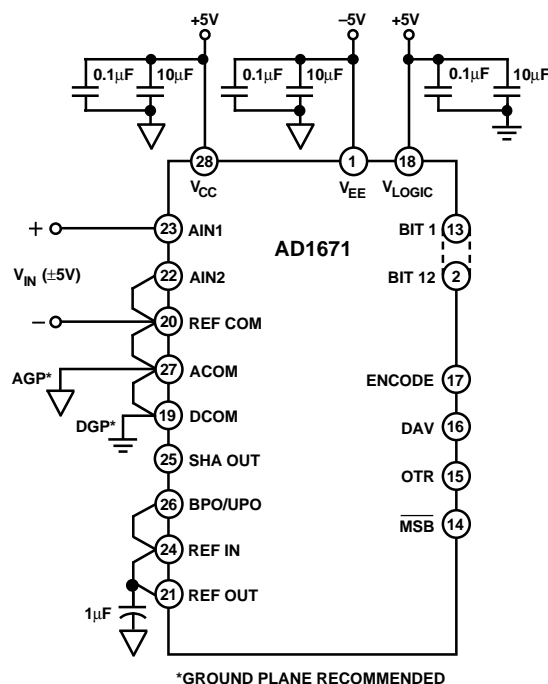 +5V –5V +5V
0.1µF 10µF 0.1µF 10µF 0.1µF 10µF
28 1 18
VCC VEE VLOGIC
AD1671
+ 23 AIN1 BIT 1 13
VIN (±5V) 22 AIN2 BIT 12 2
– 20 REF COM
AGP* 27 ACOM ENCODE 17
DGP* 19 DCOM DAV 16
25 SHA OUT OTR 15
26 BPO/UPO MSB 14
24 REF IN
1µF 21 REF OUT
*GROUND PLANE RECOMMENDED